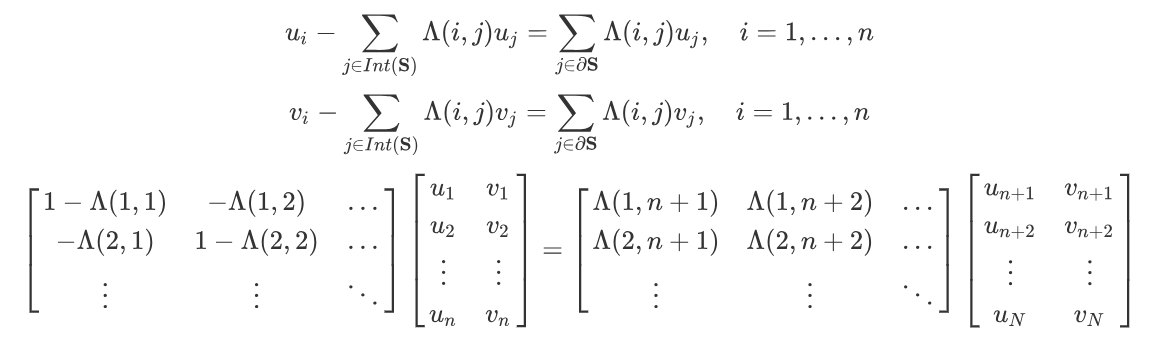 $u_i - \sum_{j \in Int(\mathbf{S})} \Lambda(i,j)u_j = \sum_{j \in \partial\mathbf{S}} \Lambda(i,j)u_j, \quad i = 1, \ldots, n$
$v_i - \sum_{j \in Int(\mathbf{S})} \Lambda(i,j)v_j = \sum_{j \in \partial\mathbf{S}} \Lambda(i,j)v_j, \quad i = 1, \ldots, n$
$\begin{bmatrix} 1 - \Lambda(1,1) & -\Lambda(1,2) & \ldots \\ -\Lambda(2,1) & 1 - \Lambda(2,2) & \ldots \\ \vdots & \vdots & \ddots \end{bmatrix} \begin{bmatrix} u_1 & v_1 \\ u_2 & v_2 \\ \vdots & \vdots \\ u_n & v_n \end{bmatrix} = \begin{bmatrix} \Lambda(1,n+1) & \Lambda(1,n+2) & \ldots \\ \Lambda(2,n+1) & \Lambda(2,n+2) & \ldots \\ \vdots & \vdots & \ddots \end{bmatrix} \begin{bmatrix} u_{n+1} & v_{n+1} \\ u_{n+2} & v_{n+2} \\ \vdots & \vdots \\ u_N & v_N \end{bmatrix}$